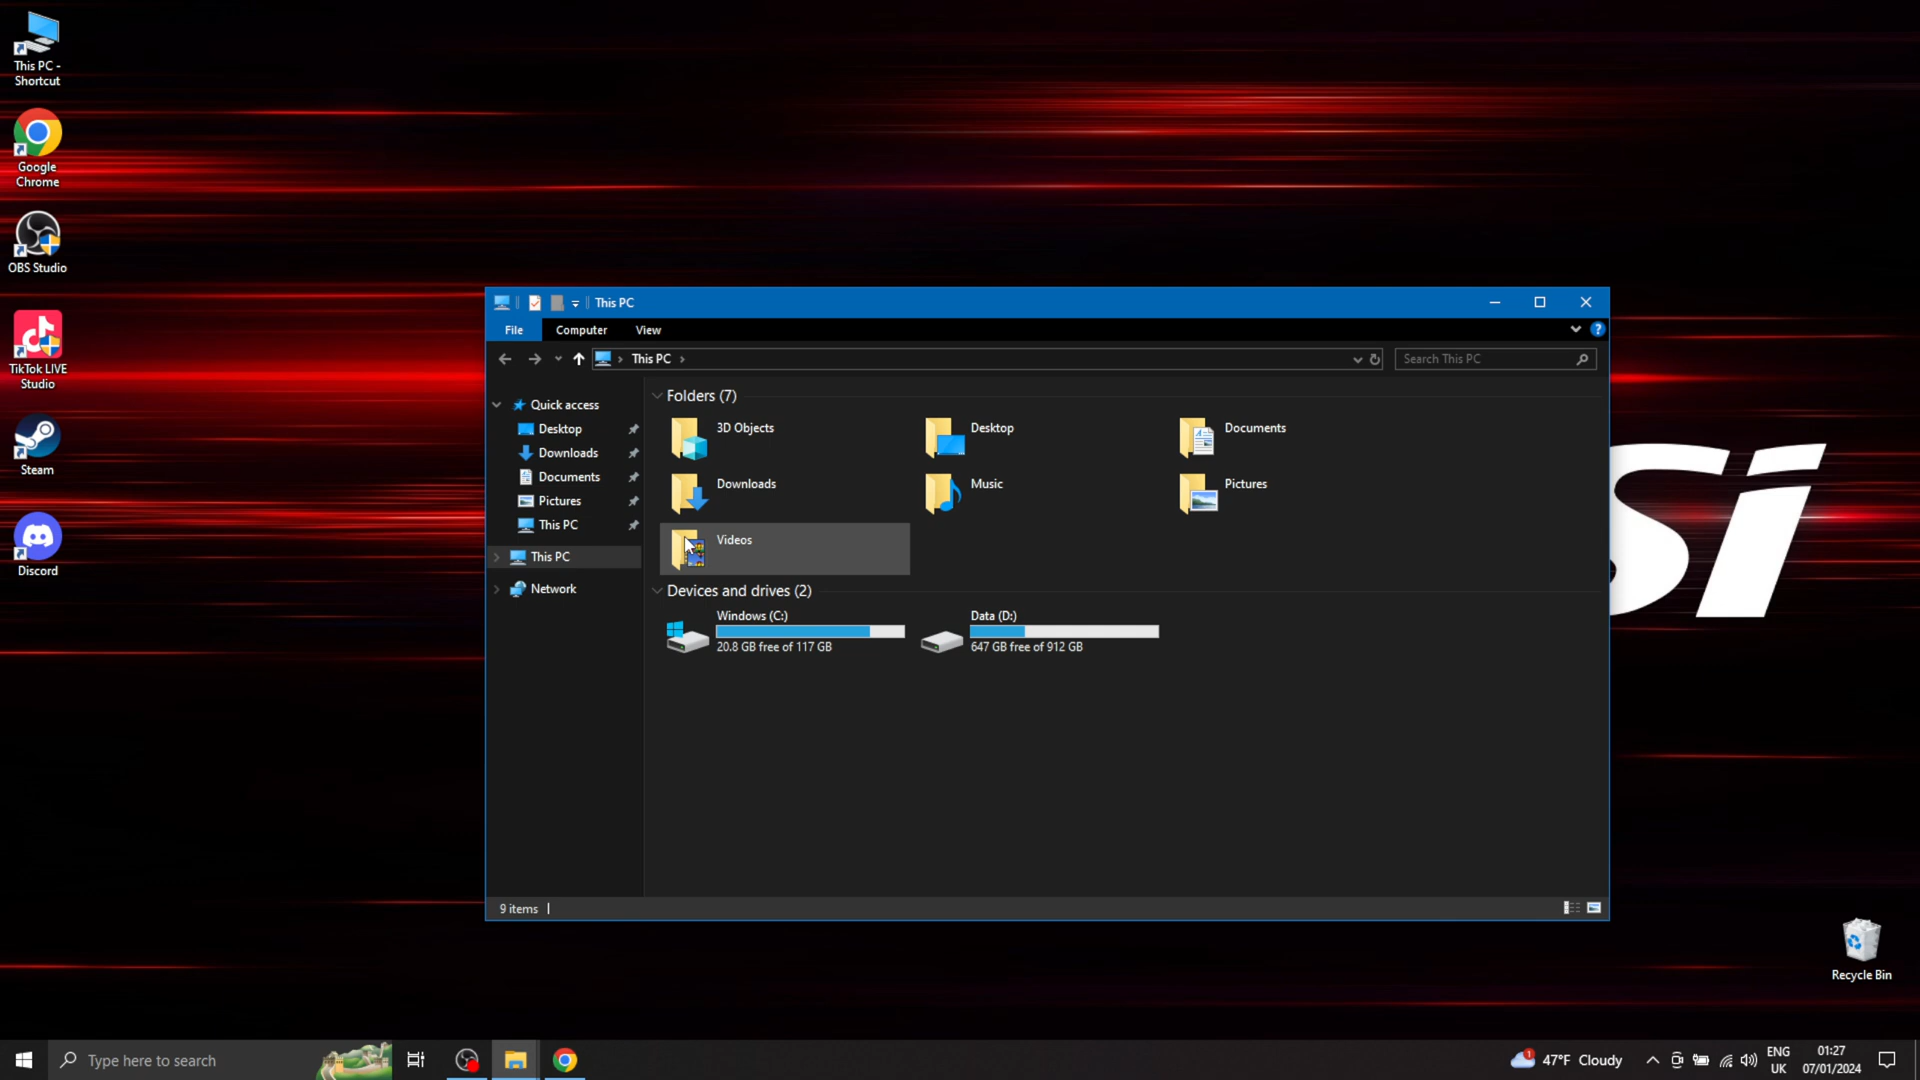 This PC -
Shortcut
Google
Chrome
OBS Studio
TikTok LIVE
Studio
Steam
Discord
This PC
File
Computer
View
?
This PC
Search This PC
Quick access
Desktop
Downloads
Documents
Pictures
This PC
This PC
Network
Folders (7)
3D Objects
Desktop
Documents
Downloads
Music
Pictures
Videos
Devices and drives (2)
Windows (C:)
20.8 GB free of 117 GB
Data (D:)
647 GB free of 912 GB
9 items
si
Recycle Bin
Type here to search
1
47°F Cloudy
ENG
UK
01:27
07/01/2024